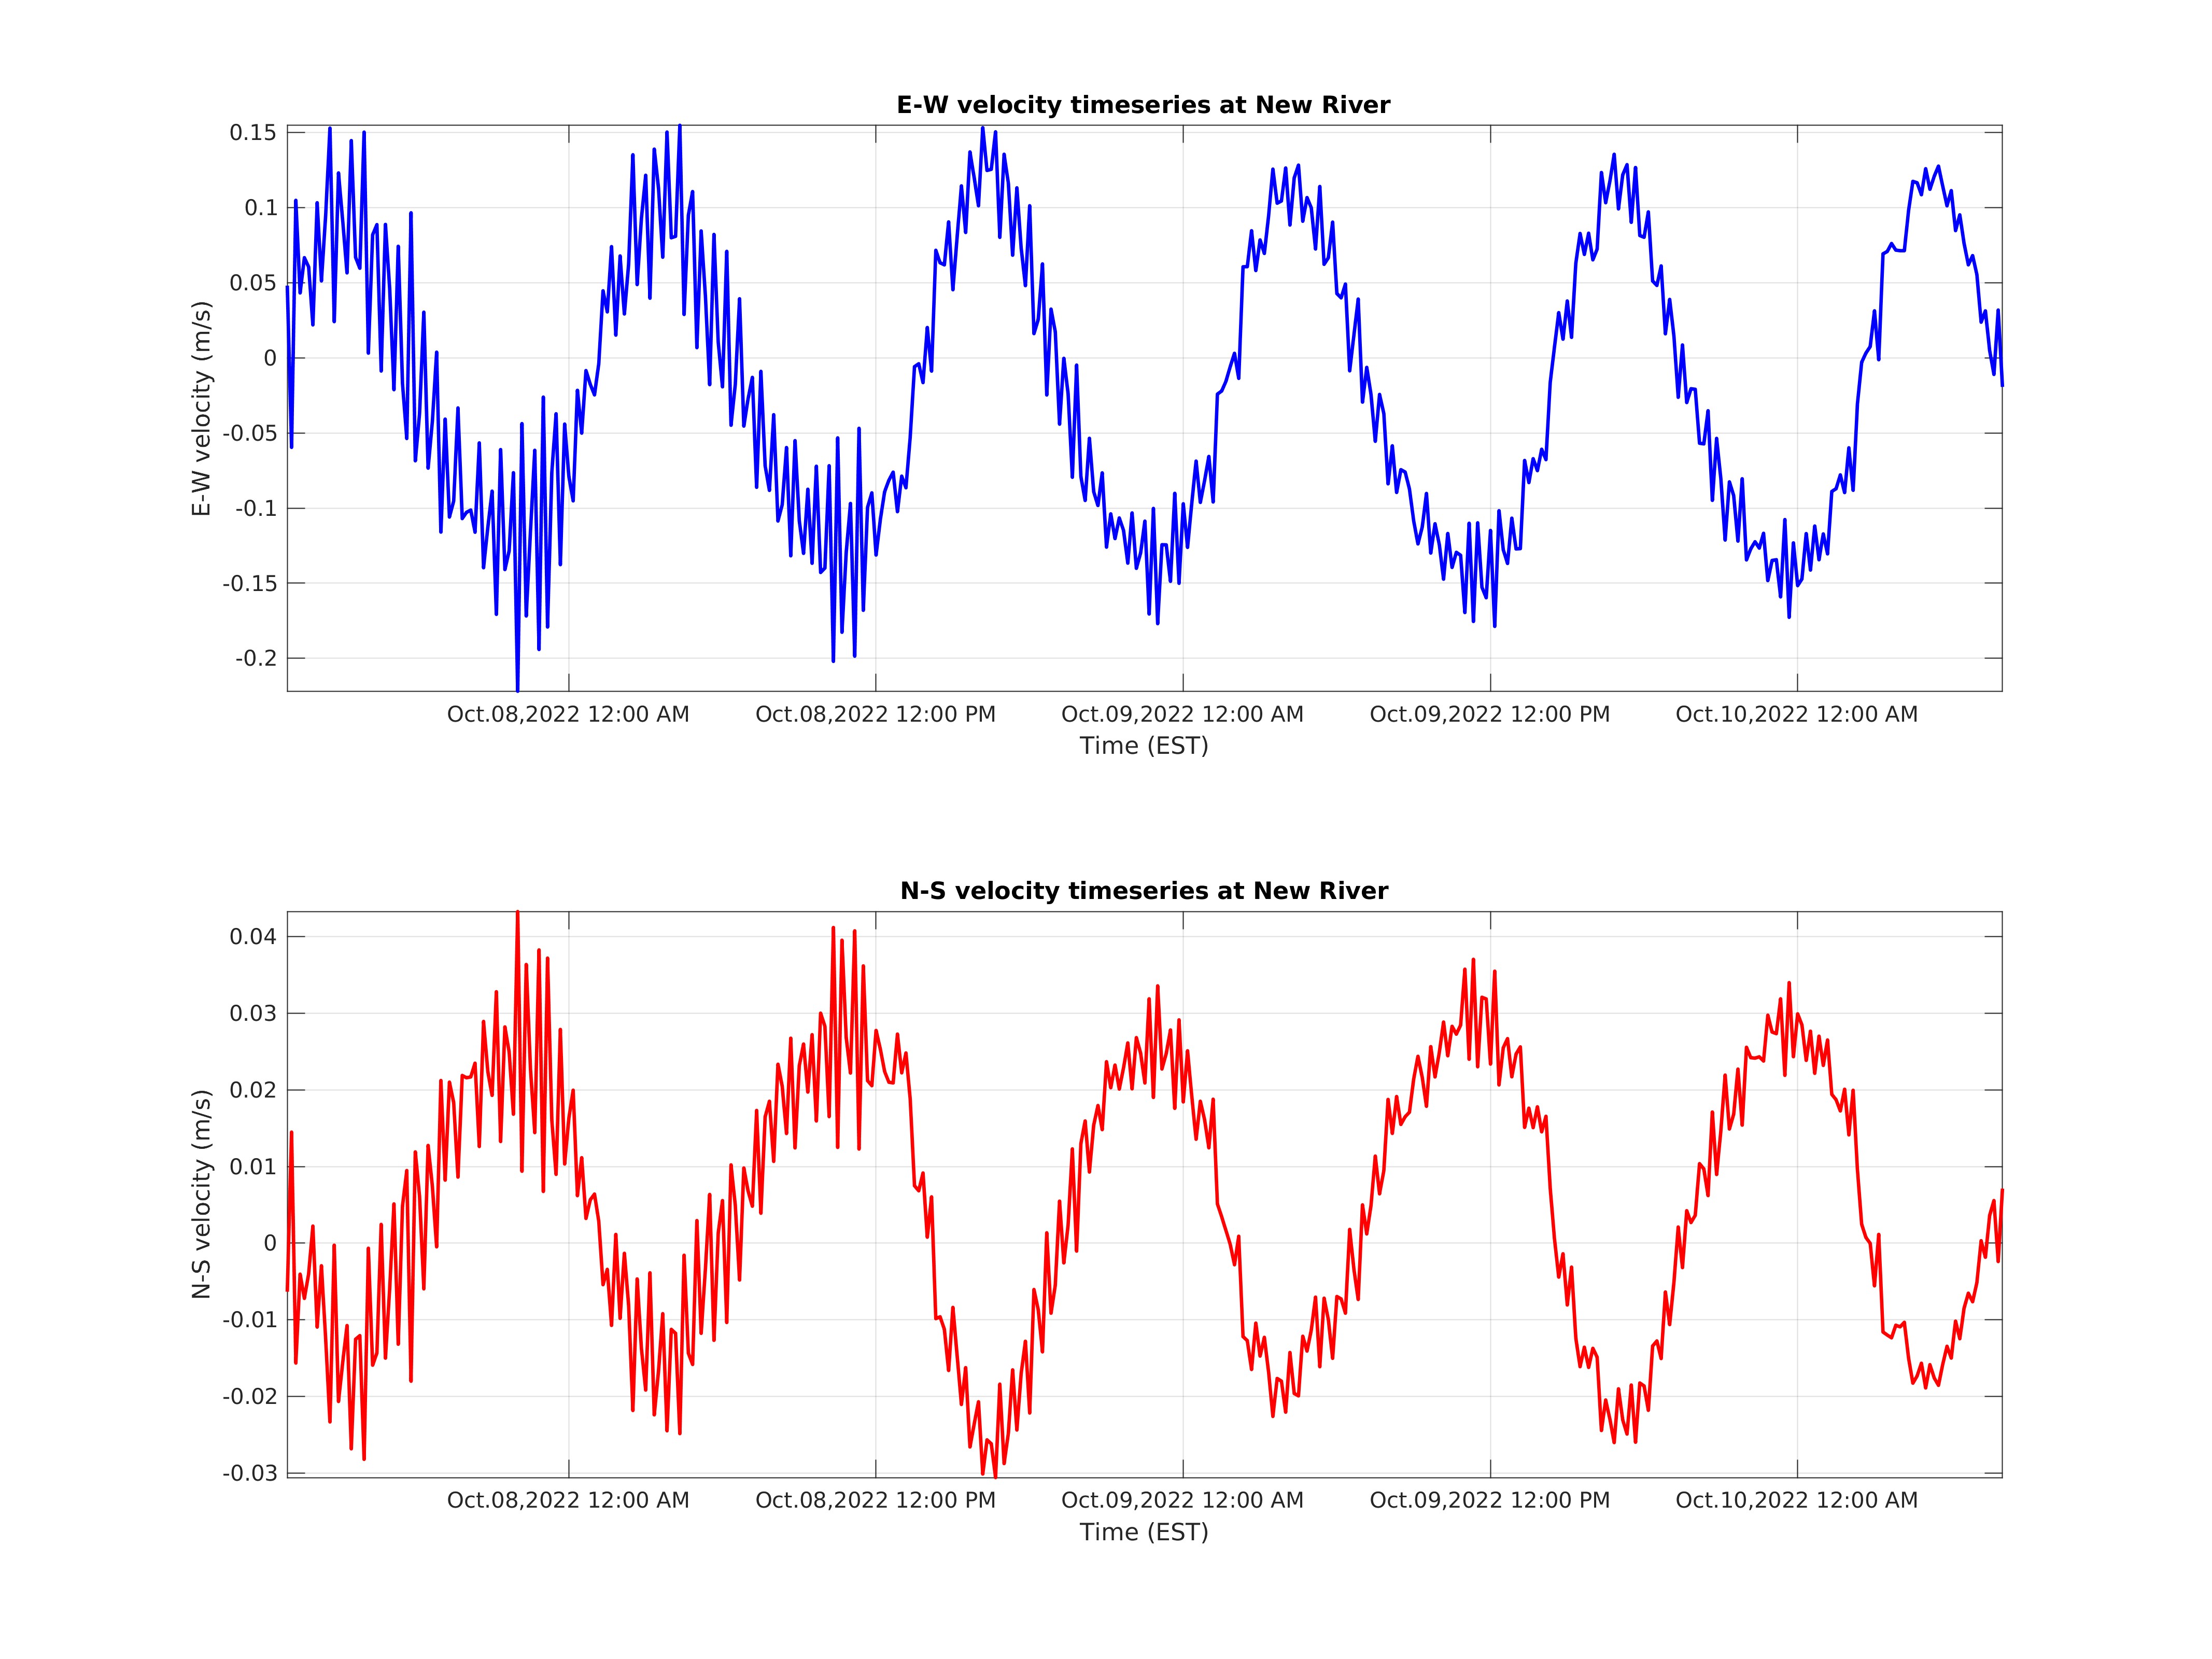 E-W velocity timeseries at New River
E-W velocity (m/s)
0.15
0.1
0.05
0
-0.05
-0.1
-0.15
-0.2
Oct.08,2022 12:00 AM
Oct.08,2022 12:00 PM
Oct.09,2022 12:00 AM
Oct.09,2022 12:00 PM
Oct.10,2022 12:00 AM
Time (EST)
N-S velocity timeseries at New River
N-S velocity (m/s)
0.04
0.03
0.02
0.01
0
-0.01
-0.02
-0.03
Oct.08,2022 12:00 AM
Oct.08,2022 12:00 PM
Oct.09,2022 12:00 AM
Oct.09,2022 12:00 PM
Oct.10,2022 12:00 AM
Time (EST)